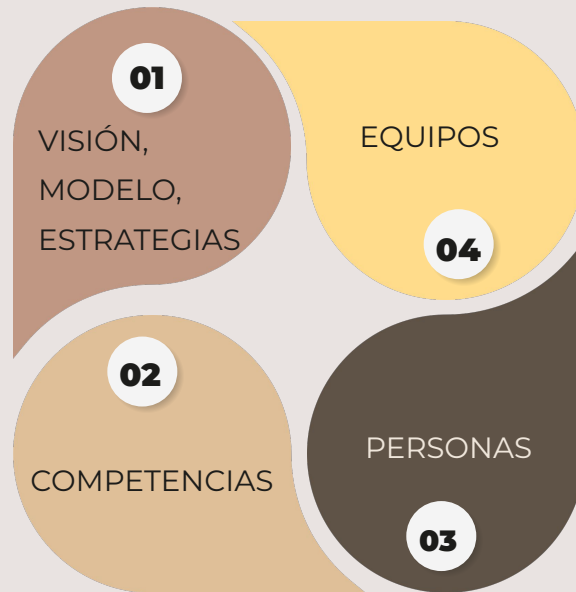 01
VISIÓN,
MODELO,
ESTRATEGIAS
02
COMPETENCIAS
PERSONAS
03
EQUIPOS
04